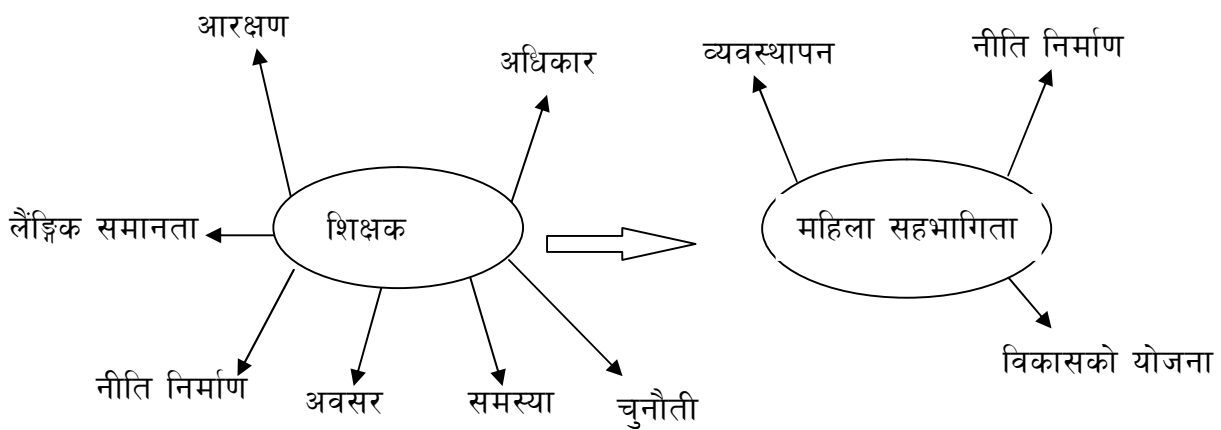 आरक्षण
अधिकार
लैङ्गिक समानता
शिक्षक
नीति निर्माण
अवसर
समस्या
चुनौती
व्यवस्थापन
नीति निर्माण
महिला सहभागिता
विकासको योजना